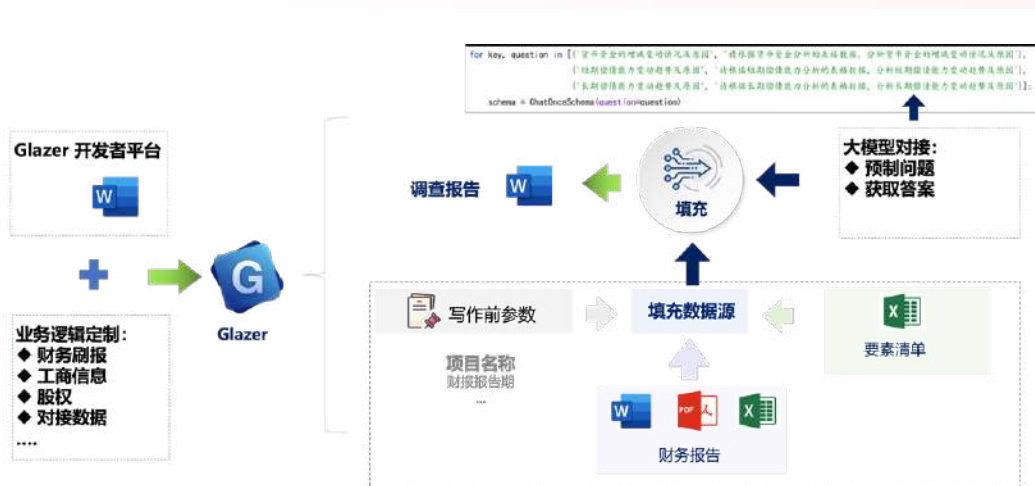 for key, question in [("货币资金的增减变动情况及原因", "请根据货币资金分析的表格数据, 分析货币资金的增减变动情况及原因"),
("短期偿债能力变动趋势及原因", "请根据短期偿债能力分析的表格数据, 分析短期偿债能力变动趋势及原因"),
("长期偿债能力变动趋势及原因", "请根据长期偿债能力分析的表格数据, 分析长期偿债能力变动趋势及原因")]:
schema = ChatOnceSchema(question=question)
Glazer 开发者平台
W
业务逻辑定制:
◆ 财务刷报
◆ 工商信息
◆ 股权
◆ 对接数据
....
G
Glazer
调查报告
W
填充
大模型对接:
◆ 预制问题
◆ 获取答案
写作前参数
项目名称
财报报告期
...
填充数据源
X
要素清单
W
PDF
X
财务报告